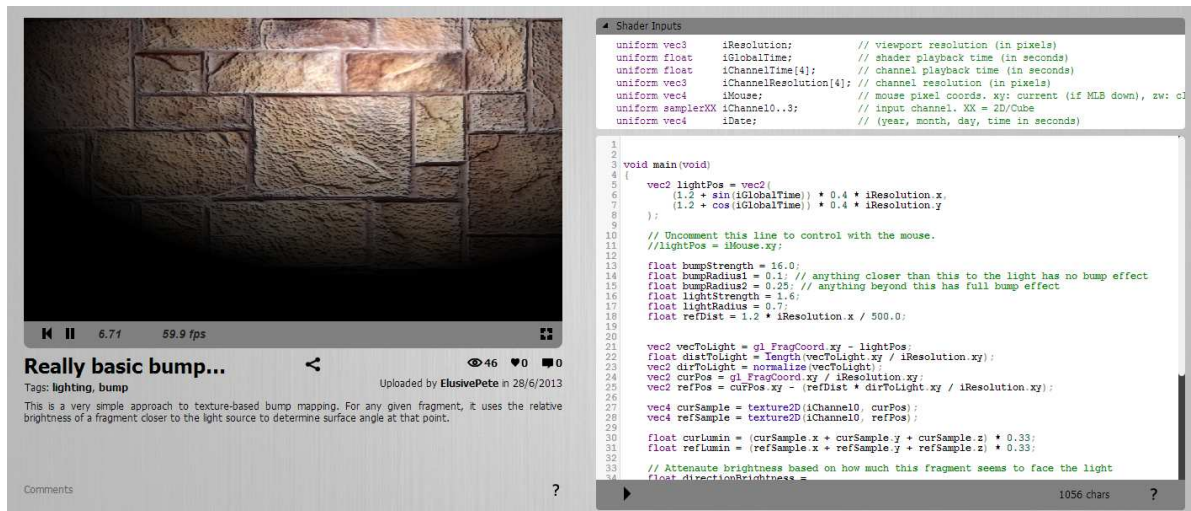 6.71 59.9 fps
Really basic bump...
46 0 0
Tags: lighting, bump
Uploaded by ElusivePete in 28/6/2013
This is a very simple approach to texture-based bump mapping. For any given fragment, it uses the relative
brightness of a fragment closer to the light source to determine surface angle at that point.
Comments
?
Shader Inputs
uniform vec3 iResolution; // viewport resolution (in pixels)
uniform float iGlobalTime; // shader playback time (in seconds)
uniform float iChannelTime[4]; // channel playback time (in seconds)
uniform vec3 iChannelResolution[4]; // channel resolution (in pixels)
uniform vec4 iMouse; // mouse pixel coords. xy: current (if MLB down), zw: cl
uniform samplerXX iChannel0..3; // input channel. XX = 2D/Cube
uniform vec4 iDate; // (year, month, day, time in seconds)
1
2
3 void main(void)
4 {
5 vec2 lightPos = vec2(
6 (1.2 + sin(iGlobalTime)) * 0.4 * iResolution.x,
7 (1.2 + cos(iGlobalTime)) * 0.4 * iResolution.y
8 );
9
10 // Uncomment this line to control with the mouse.
11 //lightPos = iMouse.xy;
12
13 float bumpStrength = 16.0;
14 float bumpRadius1 = 0.1; // anything closer than this to the light has no bump effect
15 float bumpRadius2 = 0.25; // anything beyond this has full bump effect
16 float lightStrength = 1.6;
17 float lightRadius = 0.7;
18 float refDist = 1.2 * iResolution.x / 500.0;
19
20
21 vec2 vecToLight = gl_FragCoord.xy - lightPos;
22 float distToLight = length(vecToLight.xy / iResolution.xy);
23 vec2 dirToLight = normalize(vecToLight);
24 vec2 curPos = gl_FragCoord.xy / iResolution.xy;
25 vec2 refPos = curPos.xy - (refDist * dirToLight.xy / iResolution.xy);
26
27 vec4 curSample = texture2D(iChannel0, curPos);
28 vec4 refSample = texture2D(iChannel0, refPos);
29
30 float curLumin = (curSample.x + curSample.y + curSample.z) * 0.33;
31 float refLumin = (refSample.x + refSample.y + refSample.z) * 0.33;
32
33 // Attenaute brightness based on how much this fragment seems to face the light
34 float directionBrightness =
1056 chars ?